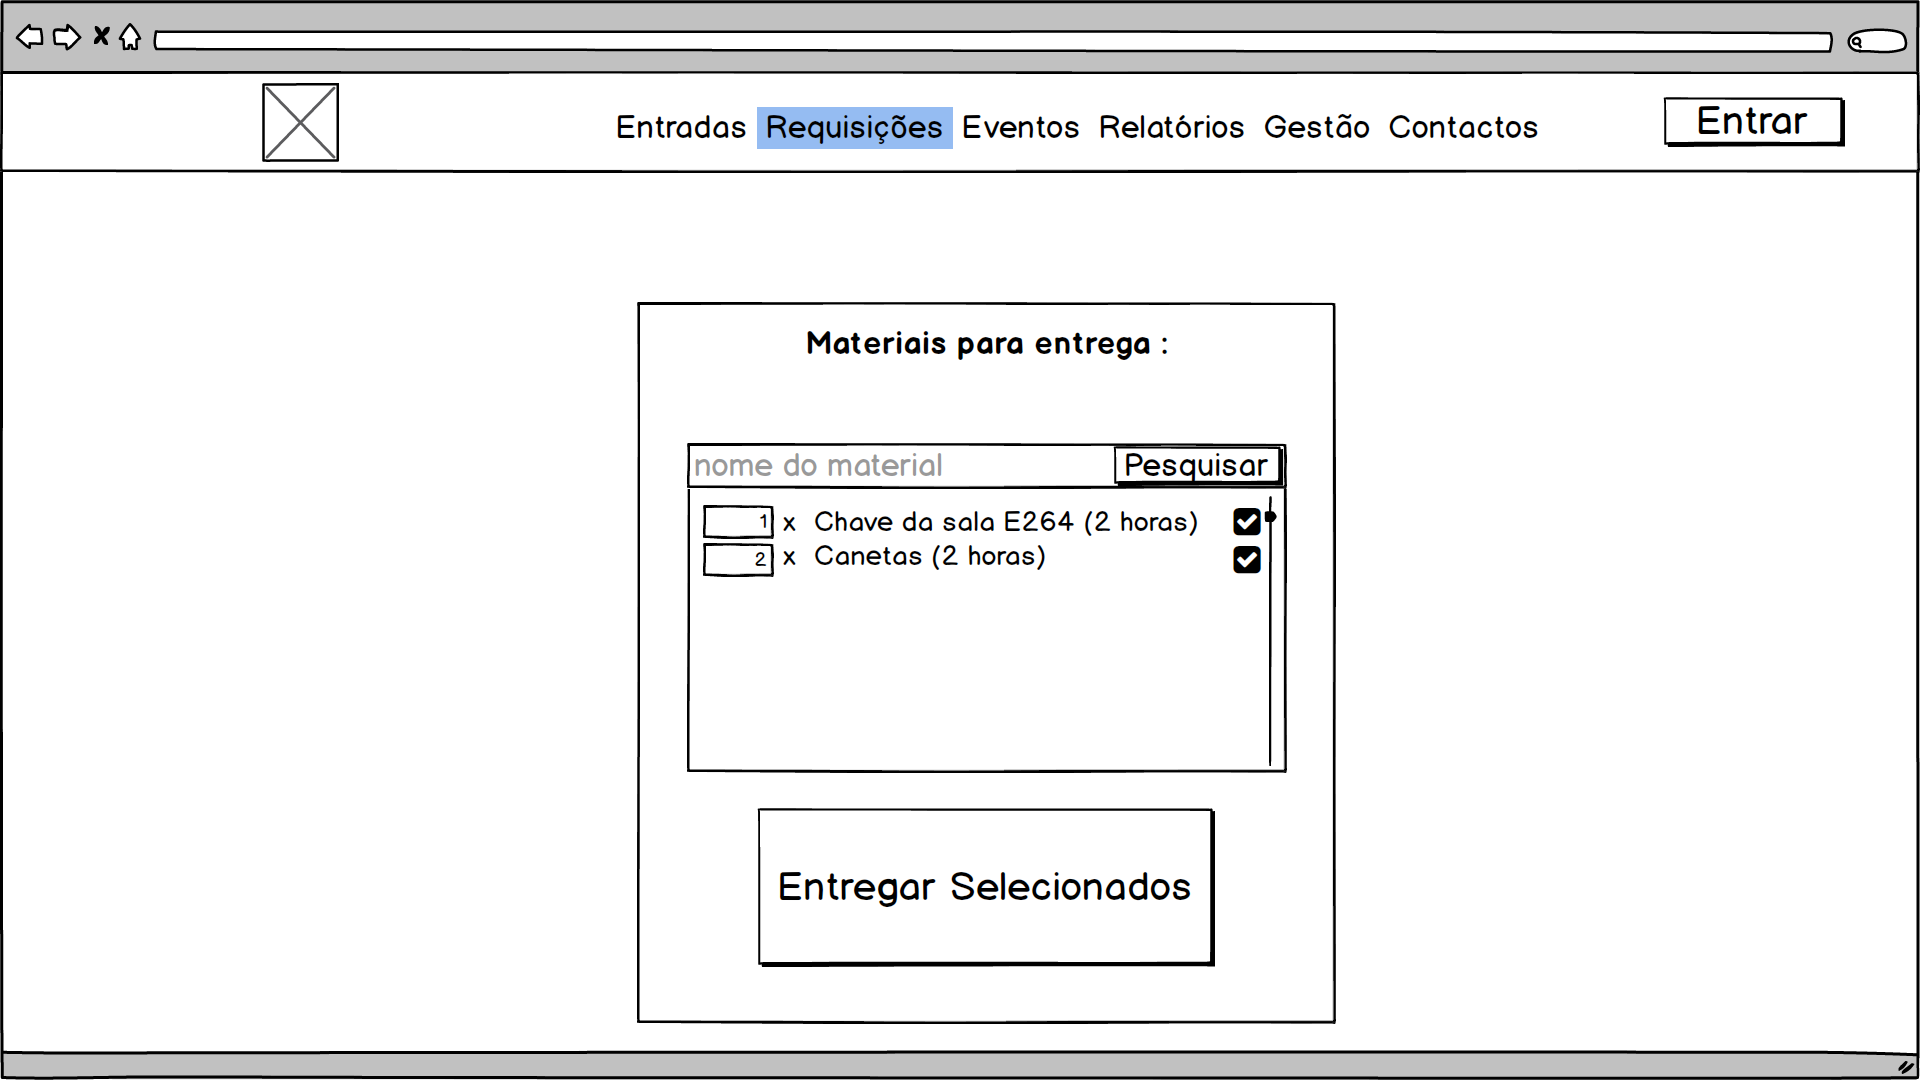 Entradas Requisições Eventos Relatórios Gestão Contactos Entrar
Materiais para entrega :
nome do material Pesquisar
1 x Chave da sala E264 (2 horas)
2 x Canetas (2 horas)
Entregar Selecionados